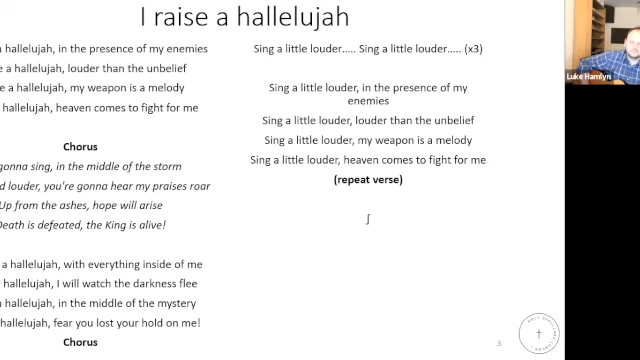 I raise a hallelujah
a hallelujah, in the presence of my enemies
e a hallelujah, louder than the unbelief
e a hallelujah, my weapon is a melody
hallelujah, heaven comes to fight for me
Chorus
gonna sing, in the middle of the storm
d louder, you're gonna hear my praises roar
Up from the ashes, hope will arise
Death is defeated, the King is alive!
a hallelujah, with everything inside of me
hallelujah, I will watch the darkness flee
a hallelujah, in the middle of the mystery
hallelujah, fear you lost your hold on me!
Chorus
Sing a little louder..... Sing a little louder..... (x3)
Sing a little louder, in the presence of my
enemies
Sing a little louder, louder than the unbelief
Sing a little louder, my weapon is a melody
Sing a little louder, heaven comes to fight for me
(repeat verse)
3
Luke Hamlyn